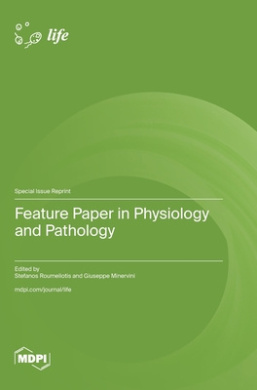 life
Special Issue Reprint
Feature Paper in Physiology
and Pathology
Edited by
Stefanos Roumeliotis and Giuseppe Minervini
mdpi.com/journal/life
MDPI